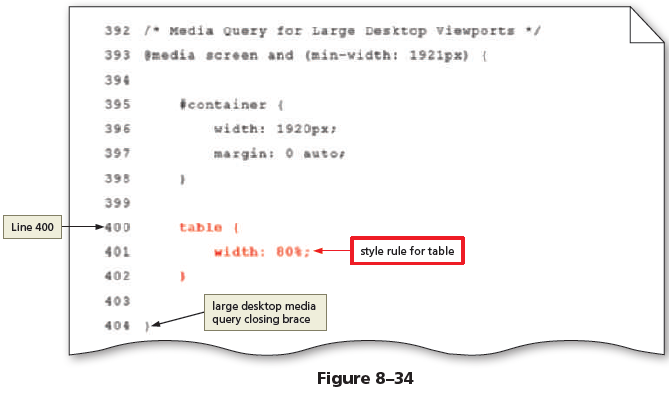 392 /* Media Query for Large Desktop Viewports */
393 @media screen and (min-width: 1921px) {
394
395 #container {
396 width: 1920px;
397 margin: 0 auto;
398 }
399
Line 400
400 table {
401 width: 80%;
style rule for table
402 }
403
large desktop media
query closing brace
404 }
Figure 8–34